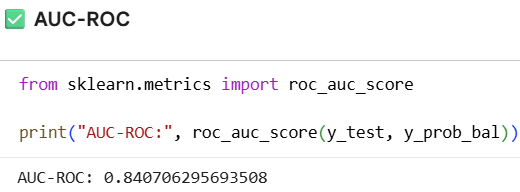 ✅ AUC-ROC
from sklearn.metrics import roc_auc_score
print("AUC-ROC:", roc_auc_score(y_test, y_prob_bal))
AUC-ROC: 0.840706295693508